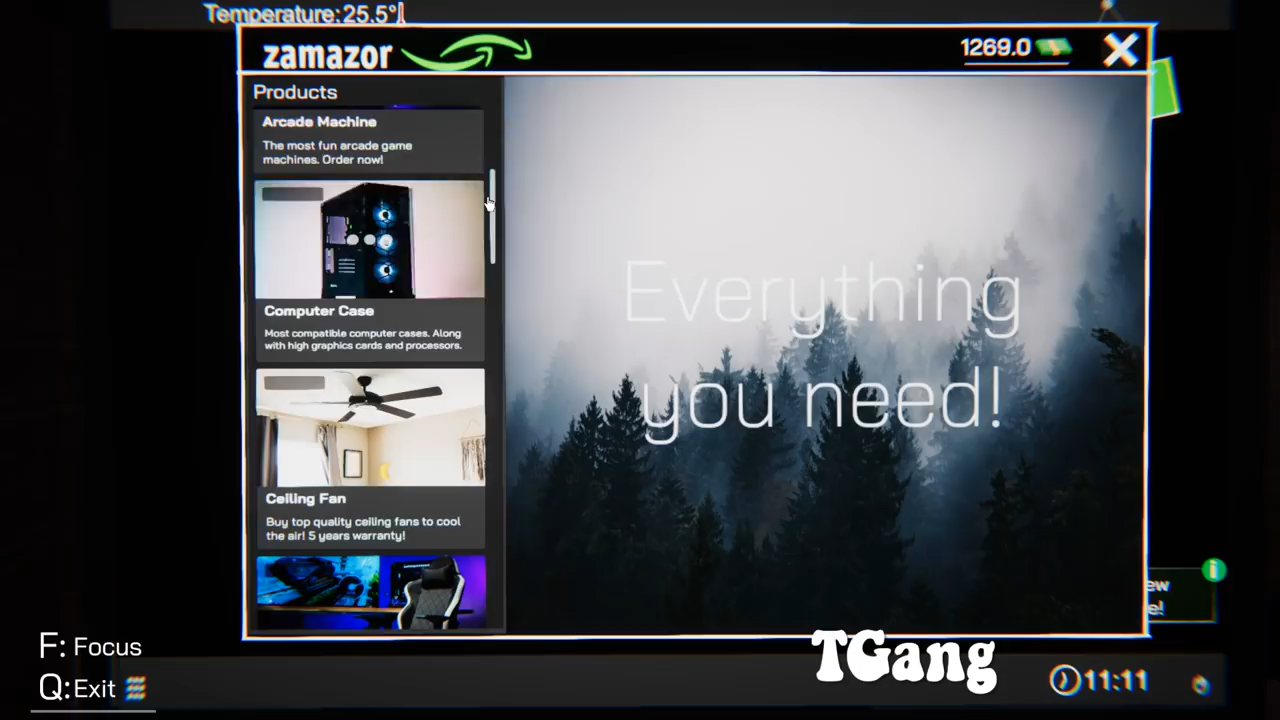 Temperature: 25.5°
zamazor
1269.0
X
Products
Arcade Machine
The most fun arcade game
machines. Order now!
Computer Case
Most compatible computer cases. Along
with high graphics cards and processors.
Ceiling Fan
Buy top quality ceiling fans to cool
the air! 5 years warranty!
Everything
you need!
ew
e!
i
F: Focus
Q: Exit
TGang
11:11